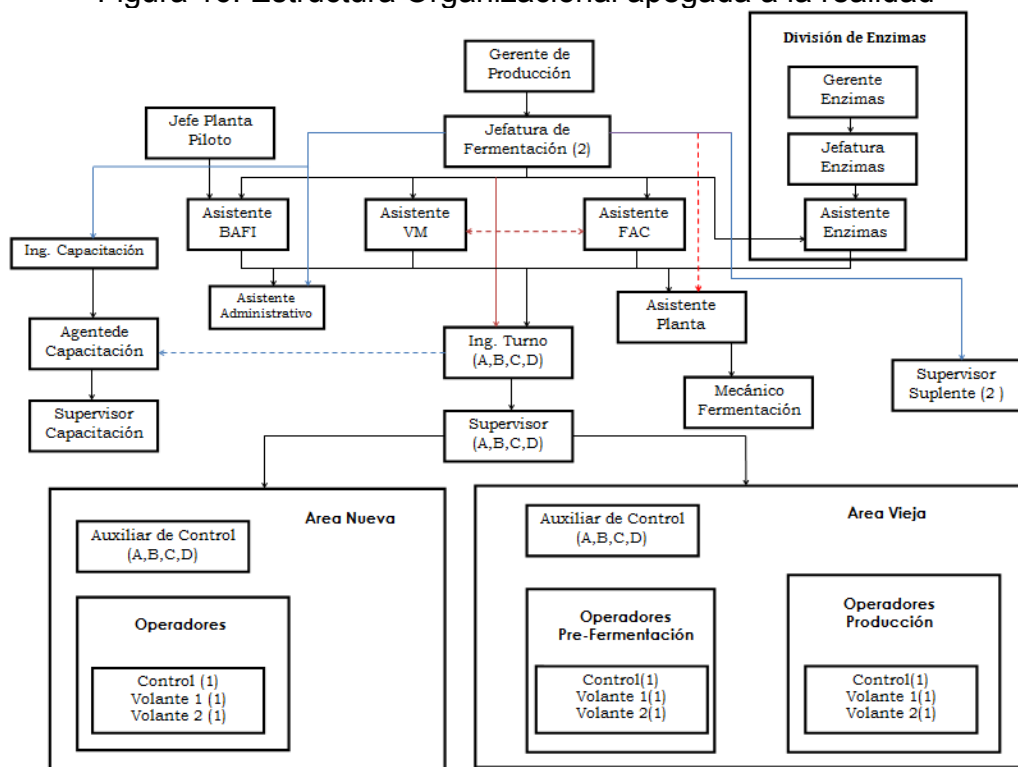 Figura 10. Estructura Organizacional apegada a la realidad
División de Enzimas
Gerente de
Producción
Gerente
Enzimas
Jefe Planta
Piloto
Jefatura de
Fermentación (2)
Jefatura
Enzimas
Asistente
BAFI
Asistente
VM
Asistente
FAC
Asistente
Enzimas
Ing. Capacitación
Asistente
Administrativo
Asistente
Planta
Agentede
Capacitación
Ing. Turno
(A,B,C,D)
Mecánico
Fermentación
Supervisor
Suplente (2 )
Supervisor
Capacitación
Supervisor
(A,B,C,D)
Area Nueva
Auxiliar de Control
(A,B,C,D)
Operadores
Control (1)
Volante 1 (1)
Volante 2 (1)
Area Vieja
Auxiliar de Control
(A,B,C,D)
Operadores
Pre-Fermentación
Control(1)
Volante 1(1)
Volante 2(1)
Operadores
Producción
Control(1)
Volante 1(1)
Volante 2(1)